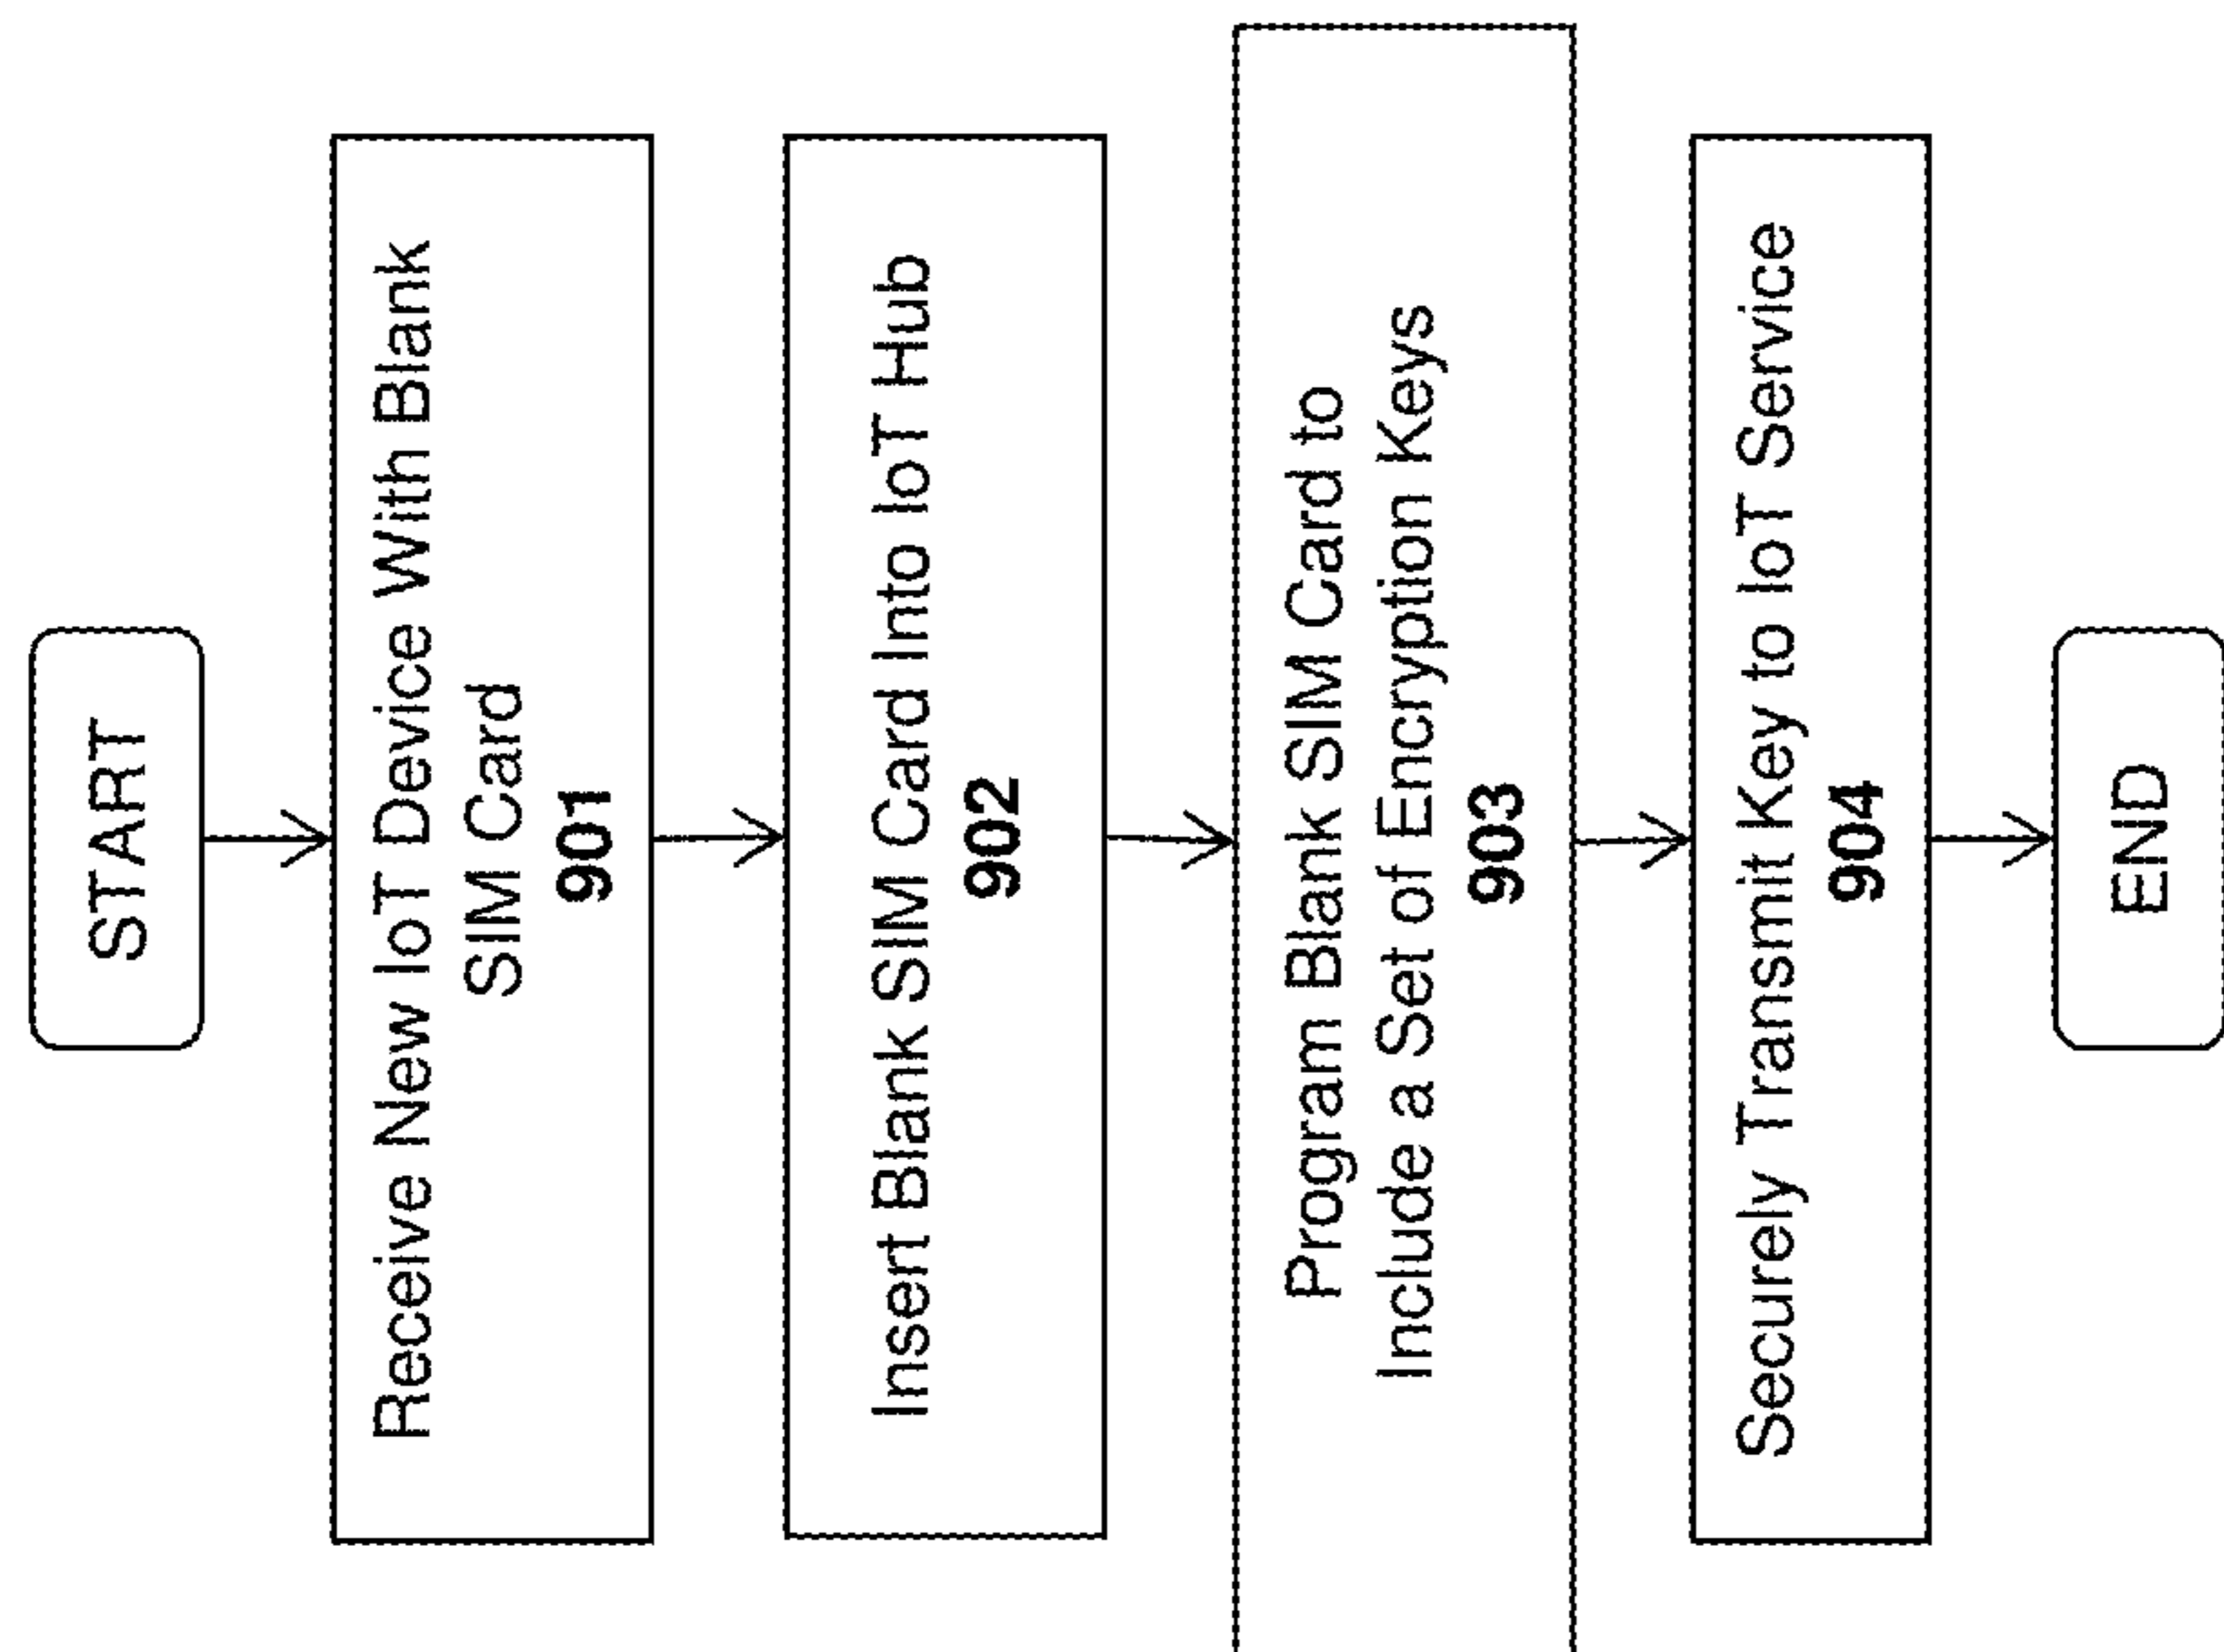 START
Receive New IoT Device With Blank
SIM Card
901
Insert Blank SIM Card Into IoT Hub
902
Program Blank SIM Card to
Include a Set of Encryption Keys
903
Securely Transmit Key to IoT Service
904
END